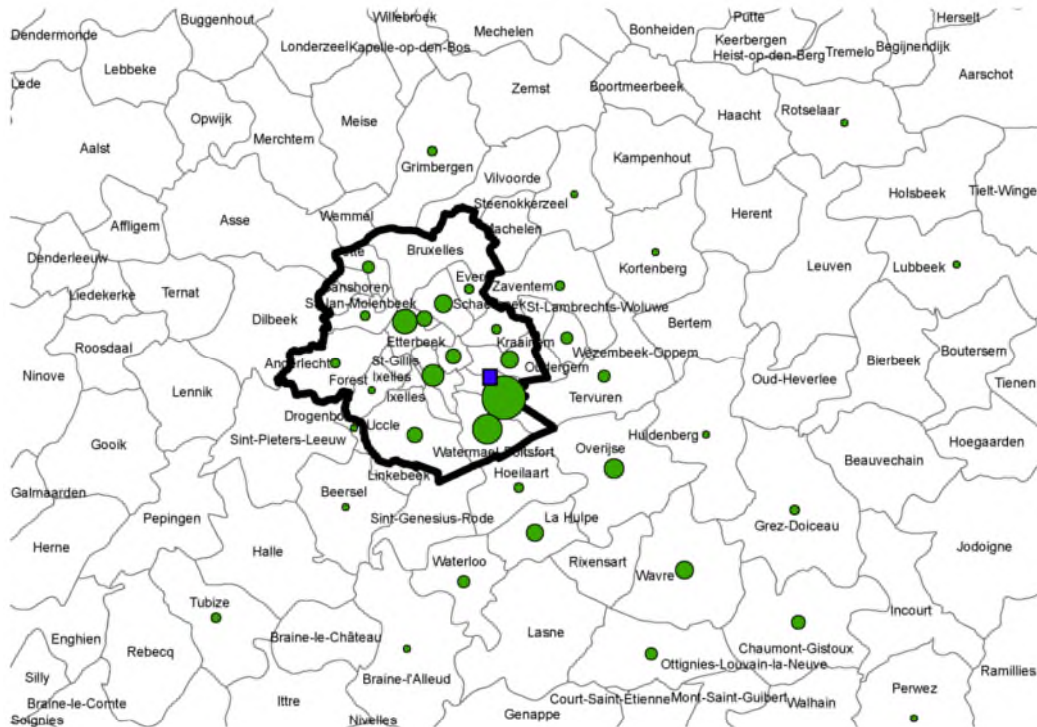 Buggenhout
Willebroek
Mechelen
Putte
Herselt
Dendermonde
Londerzeel
Kapelle-op-den-Bos
Bonheiden
Keerbergen
Begijnendijk
Heist-op-den-Berg
Tremelo
Lebbeke
Lede
Zemst
Boortmeerbeek
Aarschot
Rotselaar
Haacht
Opwijk
Meise
Merchtem
Aalst
Grimbergen
Kampenhout
Vilvoorde
Holsbeek
Tielt-Winge
Steenokkerzeel
Affligem
Asse
Wemmel
Herent
Machelen
Bruxelles
Denderleeuw
Leuven
Lubbeek
Kortenberg
Zaventem
Liedekerke
Ternat
St-Lambrechts-Woluwe
Dilbeek
Bertem
Etterbeek
Kraainem
Roosdaal
Wezembeek-Oppem
Boutersem
St-Gillis
Anderlecht
Bierbeek
Oudergem
Ixelles
Forest
Ninove
Lennik
Oud-Heverlee
Tienen
Ixelles
Tervuren
Uccle
Sint-Pieters-Leeuw
Huldenberg
Hoegaarden
Gooik
Overijse
Watermael-Boitsfort
Beauvechain
Linkebeek
Hoeilaart
Galmaarden
Beersel
Pepingen
Sint-Genesius-Rode
La Hulpe
Grez-Doiceau
Herne
Halle
Jodoigne
Waterloo
Rixensart
Wavre
Tubize
Incourt
Enghien
Braine-le-Château
Lasne
Chaumont-Gistoux
Rebecq
Ottignies-Louvain-la-Neuve
Silly
Braine-l'Alleud
Ramillies
Perwez
Braine-le-Comte
Ittre
Court-Saint-Étienne
Mont-Saint-Guibert
Walhain
Genappe
Nivelles
Soignies